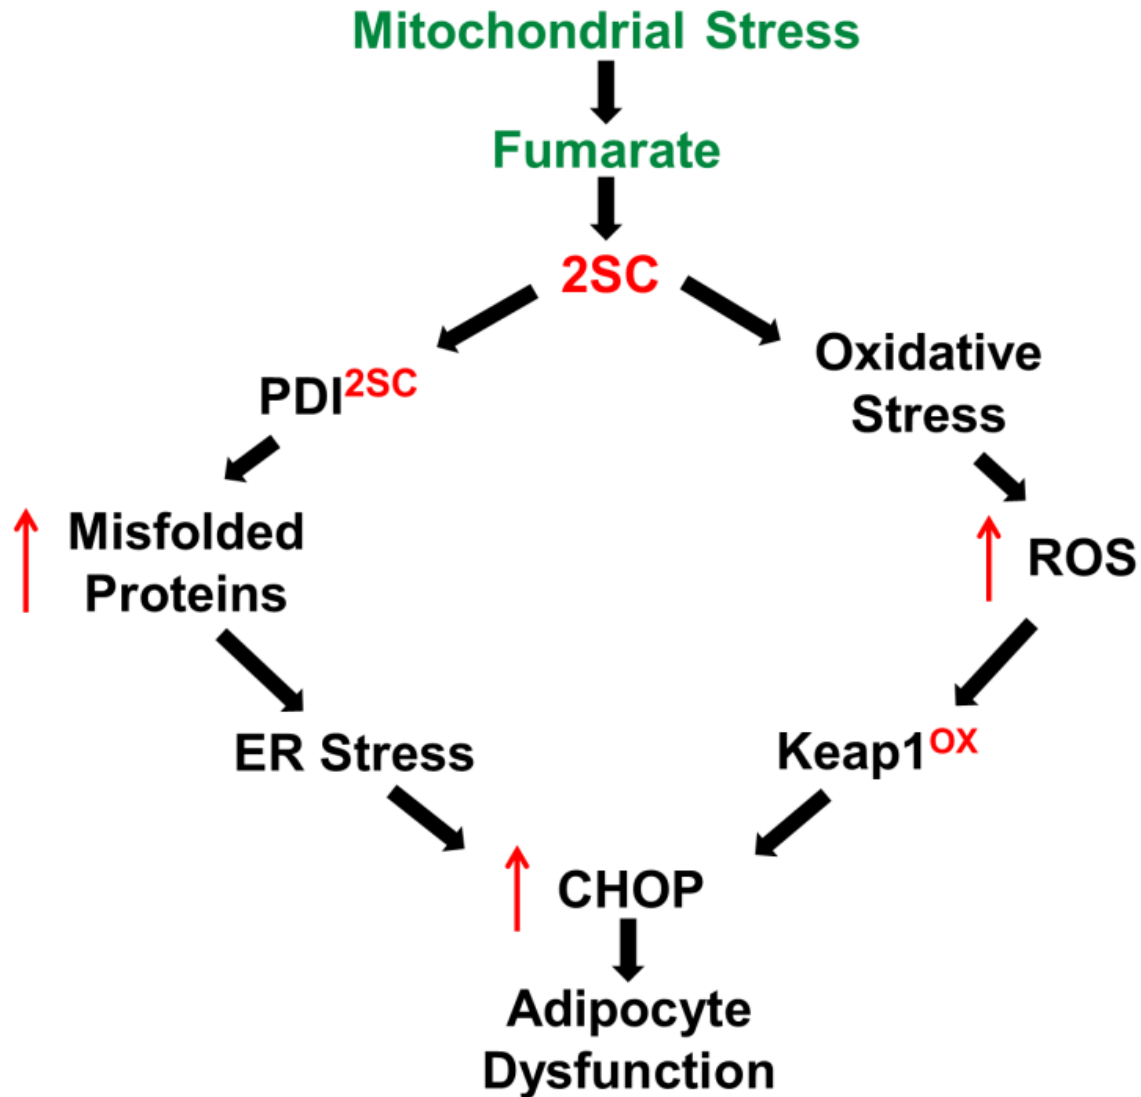 Mitochondrial Stress
Fumarate
2SC
PDI2SC
Oxidative
Stress
Misfolded
Proteins
ROS
ER Stress
Keap1OX
CHOP
Adipocyte
Dysfunction